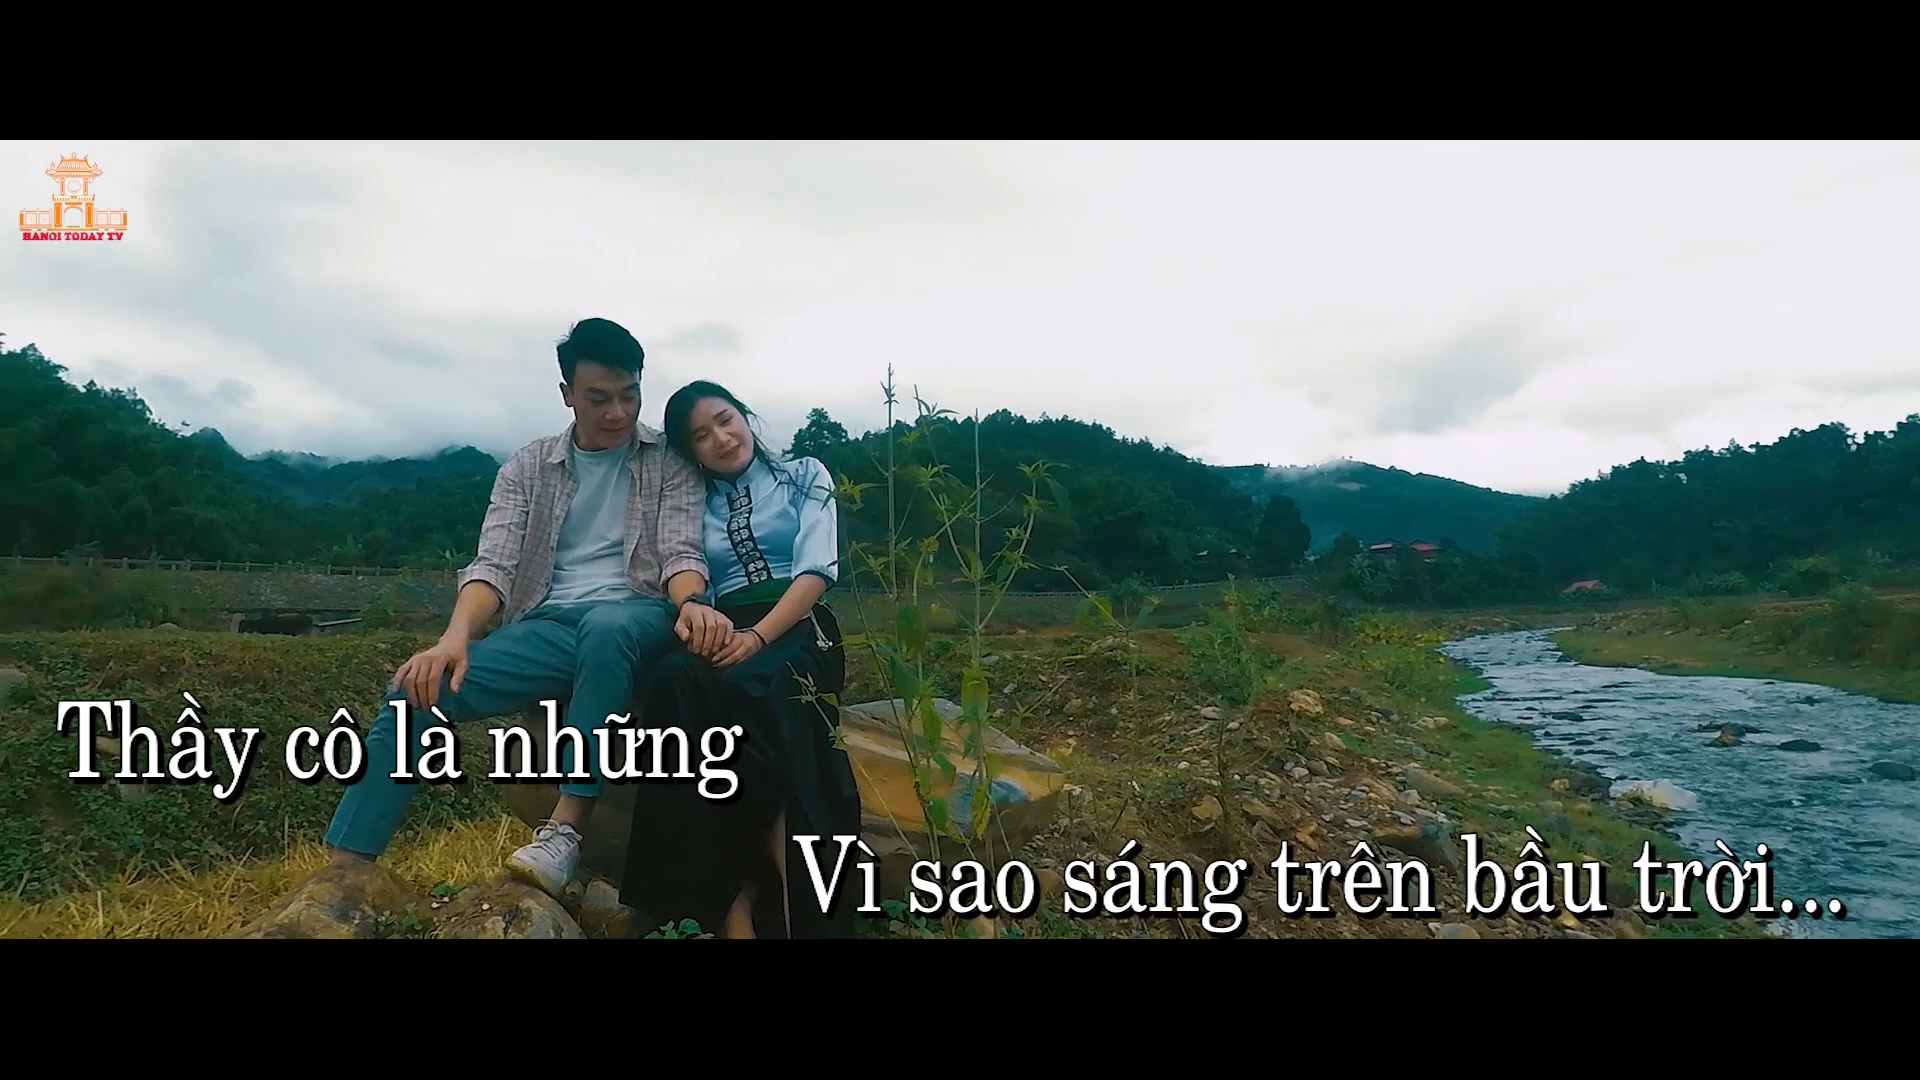 HANOI TODAY TV
Thầy cô là những
Vì sao sáng trên bầu trời...